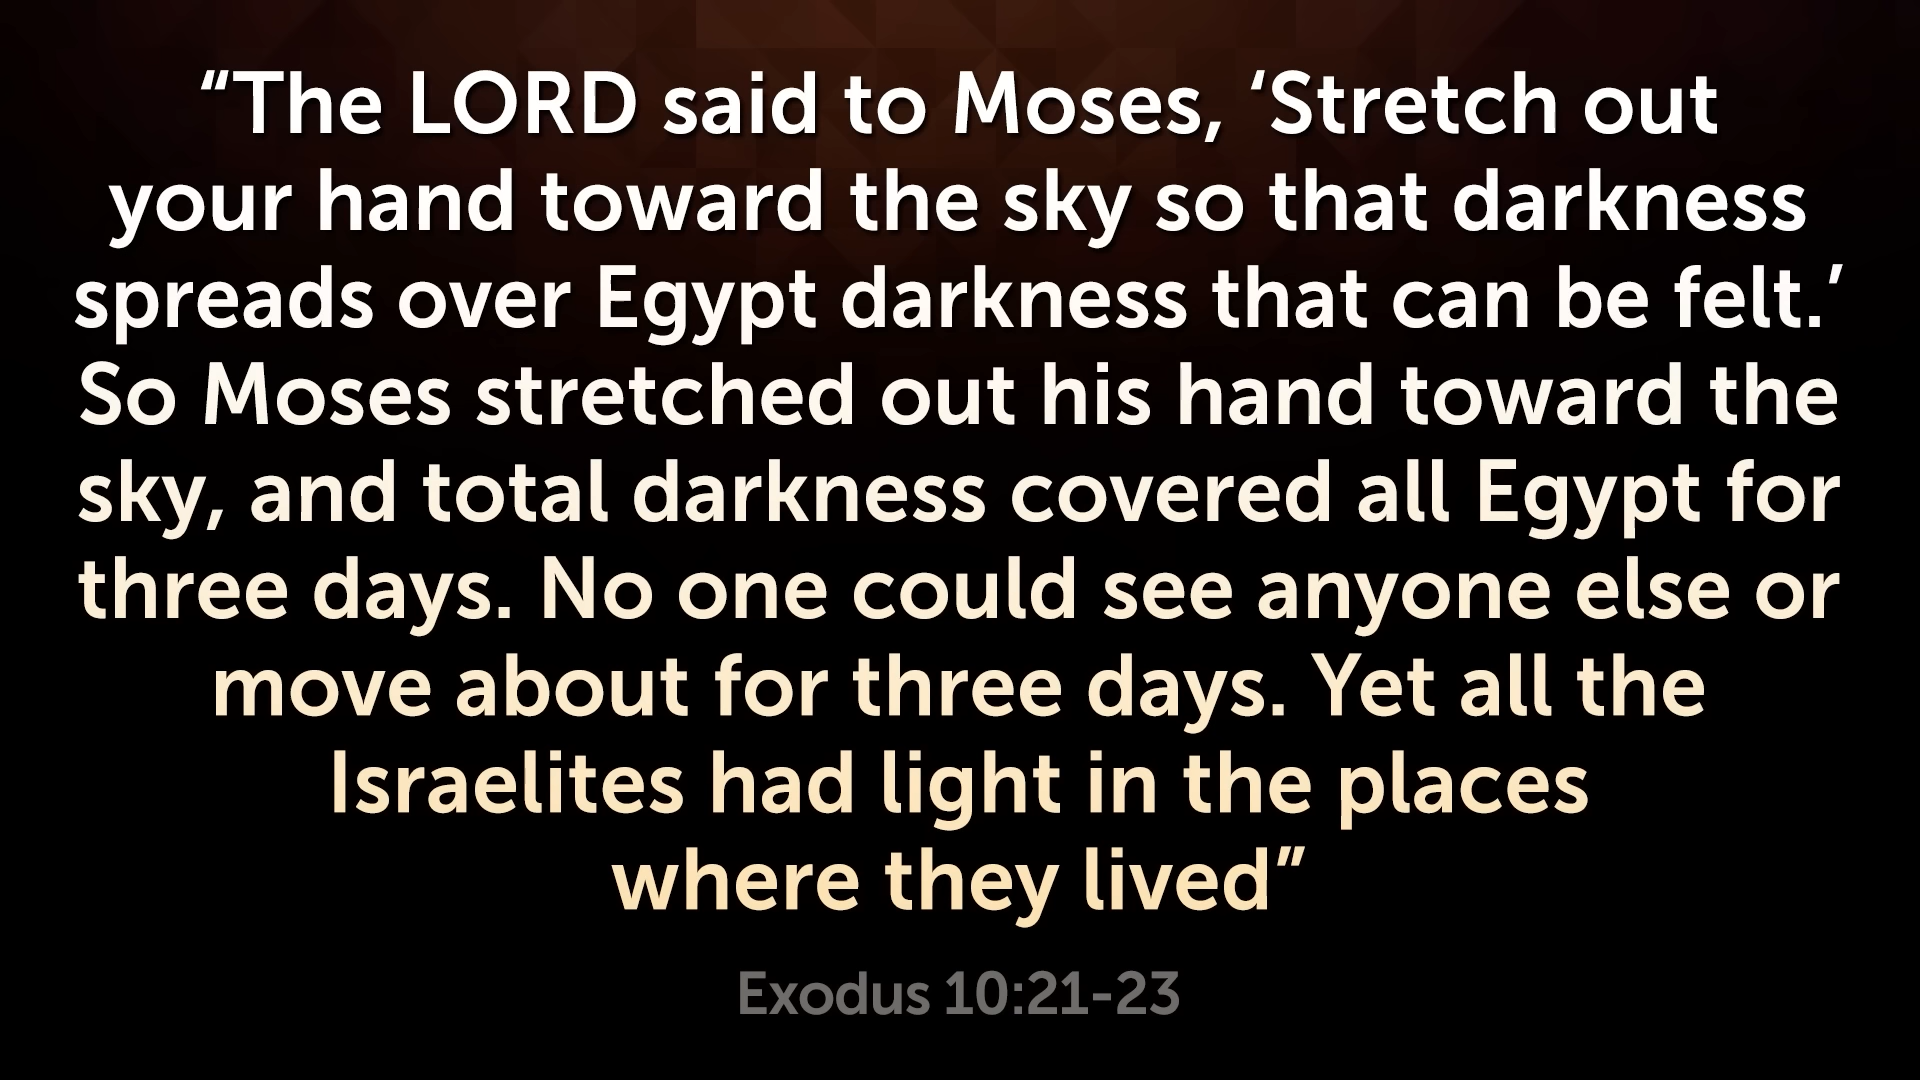 “The LORD said to Moses, ‘Stretch out
your hand toward the sky so that darkness
spreads over Egypt darkness that can be felt.’
So Moses stretched out his hand toward the
sky, and total darkness covered all Egypt for
three days. No one could see anyone else or
move about for three days. Yet all the
Israelites had light in the places
where they lived”
Exodus 10:21-23